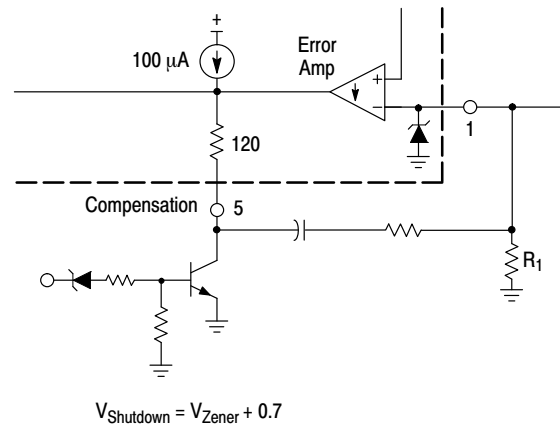 +
100 μA
Error
Amp
+
−
1
120
Compensation
5
R1
VShutdown = VZener + 0.7